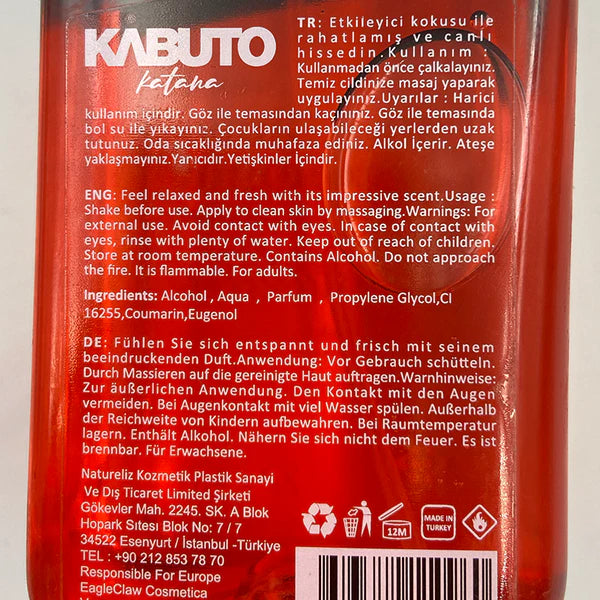 KABUTO
katana
TR: Etkileyici kokusu ile
rahatlamış ve canlı
hissedin.Kullanım :
Kullanmadan önce çalkalayınız.
Temiz cildinize masaj yaparak
uygulayınız.Uyarılar : Harici
kullanım içindir. Göz ile temasından kaçınınız. Göz ile temasında
bol su ile yıkayınız. Çocukların ulaşabileceği yerlerden uzak
tutunuz. Oda sıcaklığında muhafaza ediniz. Alkol İçerir. Ateşe
yaklaşmayınız.Yanıcıdır.Yetişkinler İçindir.
ENG: Feel relaxed and fresh with its impressive scent.Usage :
Shake before use. Apply to clean skin by massaging.Warnings: For
external use. Avoid contact with eyes. In case of contact with
eyes, rinse with plenty of water. Keep out of reach of children.
Store at room temperature. Contains Alcohol. Do not approach
the fire. It is flammable. For adults.
Ingredients: Alcohol , Aqua , Parfum , Propylene Glycol,CI
16255,Coumarin,Eugenol
DE: Fühlen Sie sich entspannt und frisch mit seinem
beeindruckenden Duft.Anwendung: Vor Gebrauch schütteln.
Durch Massieren auf die gereinigte Haut auftragen.Warnhinweise:
Zur äußerlichen Anwendung. Den Kontakt mit den Augen
vermeiden. Bei Augenkontakt mit viel Wasser spülen. Außerhalb
der Reichweite von Kindern aufbewahren. Bei Raumtemperatur
lagern. Enthält Alkohol. Nähern Sie sich nicht dem Feuer. Es ist
brennbar. Für Erwachsene.
Natureliz Kozmetik Plastik Sanayi
Ve Dış Ticaret Limited Şirketi
Gökevler Mah. 2245. SK. A Blok
Hopark Sıtesı Blok No: 7 / 7
34522 Esenyurt / İstanbul -Türkiye
TEL : +90 212 853 78 70
Responsible For Europe
EagleClaw Cosmetica
12M
MADE IN
TURKEY